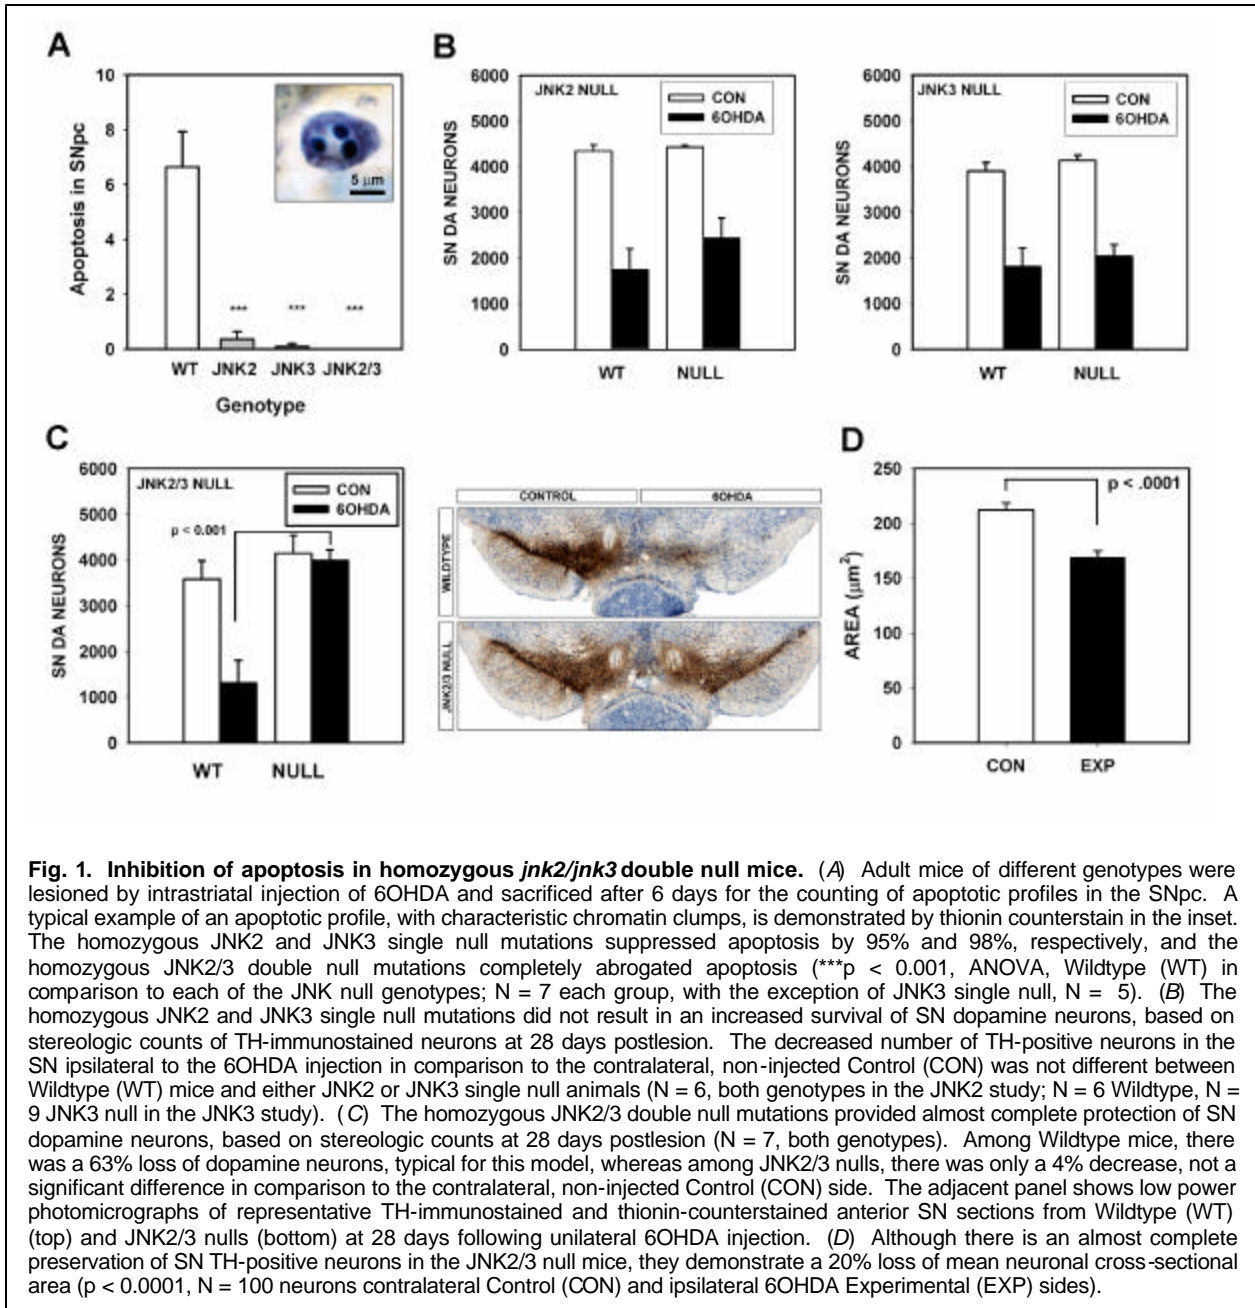 A
10
8
6
4
2
0
Apoptosis in SNpc
5 μm
***
***
***
WT JNK2 JNK3 JNK2/3
Genotype
B
6000
5000
4000
3000
2000
1000
0
SN DA NEURONS
JNK2 NULL
CON
6OHDA
WT NULL
6000
5000
4000
3000
2000
1000
0
SN DA NEURONS
JNK3 NULL
CON
6OHDA
WT NULL
C
6000
5000
4000
3000
2000
1000
0
SN DA NEURONS
JNK2/3 NULL
CON
6OHDA
p < 0.001
WT NULL
CONTROL 6OHDA
WILDTYPE
JNK2/3 NULL
D
250
200
150
100
50
0
AREA (μm²)
p < .0001
CON EXP
Fig. 1. Inhibition of apoptosis in homozygous jnk2/jnk3 double null mice. (A) Adult mice of different genotypes were
lesioned by intrastriatal injection of 6OHDA and sacrificed after 6 days for the counting of apoptotic profiles in the SNpc. A
typical example of an apoptotic profile, with characteristic chromatin clumps, is demonstrated by thionin counterstain in the inset.
The homozygous JNK2 and JNK3 single null mutations suppressed apoptosis by 95% and 98%, respectively, and the
homozygous JNK2/3 double null mutations completely abrogated apoptosis (***p < 0.001, ANOVA, Wildtype (WT) in
comparison to each of the JNK null genotypes; N = 7 each group, with the exception of JNK3 single null, N = 5). (B) The
homozygous JNK2 and JNK3 single null mutations did not result in an increased survival of SN dopamine neurons, based on
stereologic counts of TH-immunostained neurons at 28 days postlesion. The decreased number of TH-positive neurons in the
SN ipsilateral to the 6OHDA injection in comparison to the contralateral, non-injected Control (CON) was not different between
Wildtype (WT) mice and either JNK2 or JNK3 single null animals (N = 6, both genotypes in the JNK2 study; N = 6 Wildtype, N =
9 JNK3 null in the JNK3 study). (C) The homozygous JNK2/3 double null mutations provided almost complete protection of SN
dopamine neurons, based on stereologic counts at 28 days postlesion (N = 7, both genotypes). Among Wildtype mice, there
was a 63% loss of dopamine neurons, typical for this model, whereas among JNK2/3 nulls, there was only a 4% decrease, not a
significant difference in comparison to the contralateral, non-injected Control (CON) side. The adjacent panel shows low power
photomicrographs of representative TH-immunostained and thionin-counterstained anterior SN sections from Wildtype (WT)
(top) and JNK2/3 nulls (bottom) at 28 days following unilateral 6OHDA injection. (D) Although there is an almost complete
preservation of SN TH-positive neurons in the JNK2/3 null mice, they demonstrate a 20% loss of mean neuronal cross-sectional
area (p < 0.0001, N = 100 neurons contralateral Control (CON) and ipsilateral 6OHDA Experimental (EXP) sides).